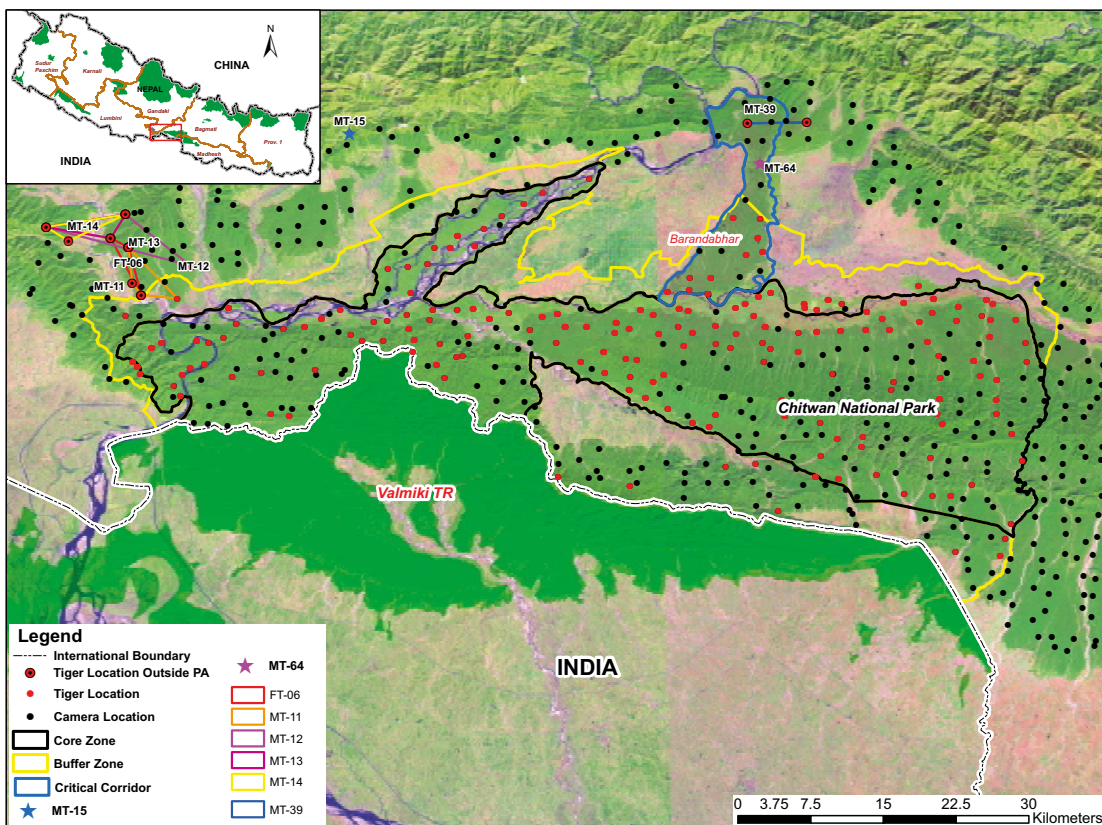 N
CHINA
Sudur
Paschim
Karnali
NEPAL
Gandaki
Lumbini
Bagmati
Prov. 1
Madhesh
INDIA
MT-15
MT-39
MT-64
MT-14
MT-13
MT-12
FT-06
MT-11
Barandabhar
Chitwan National Park
Valmiki TR
INDIA
Legend
International Boundary
Tiger Location Outside PA
Tiger Location
Camera Location
Core Zone
Buffer Zone
Critical Corridor
MT-15
MT-64
FT-06
MT-11
MT-12
MT-13
MT-14
MT-39
0 3.75 7.5 15 22.5 30
Kilometers